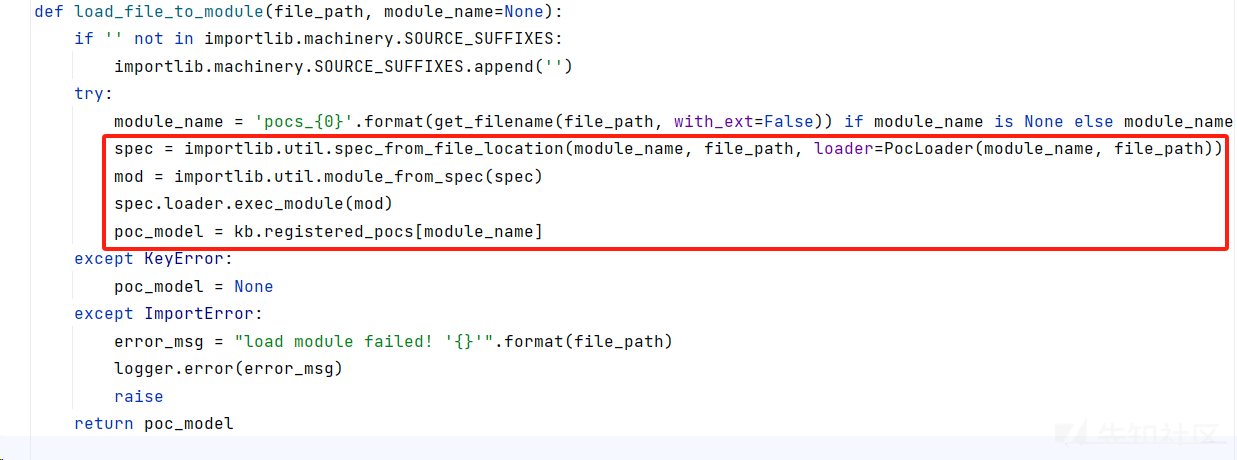 def load_file_to_module(file_path, module_name=None):
    if '' not in importlib.machinery.SOURCE_SUFFIXES:
        importlib.machinery.SOURCE_SUFFIXES.append('')
    try:
        module_name = 'pocs_{0}'.format(get_filename(file_path, with_ext=False)) if module_name is None else module_name
        spec = importlib.util.spec_from_file_location(module_name, file_path, loader=PocLoader(module_name, file_path))
        mod = importlib.util.module_from_spec(spec)
        spec.loader.exec_module(mod)
        poc_model = kb.registered_pocs[module_name]
    except KeyError:
        poc_model = None
    except ImportError:
        error_msg = "load module failed! '{}'".format(file_path)
        logger.error(error_msg)
        raise
    return poc_model
先知社区